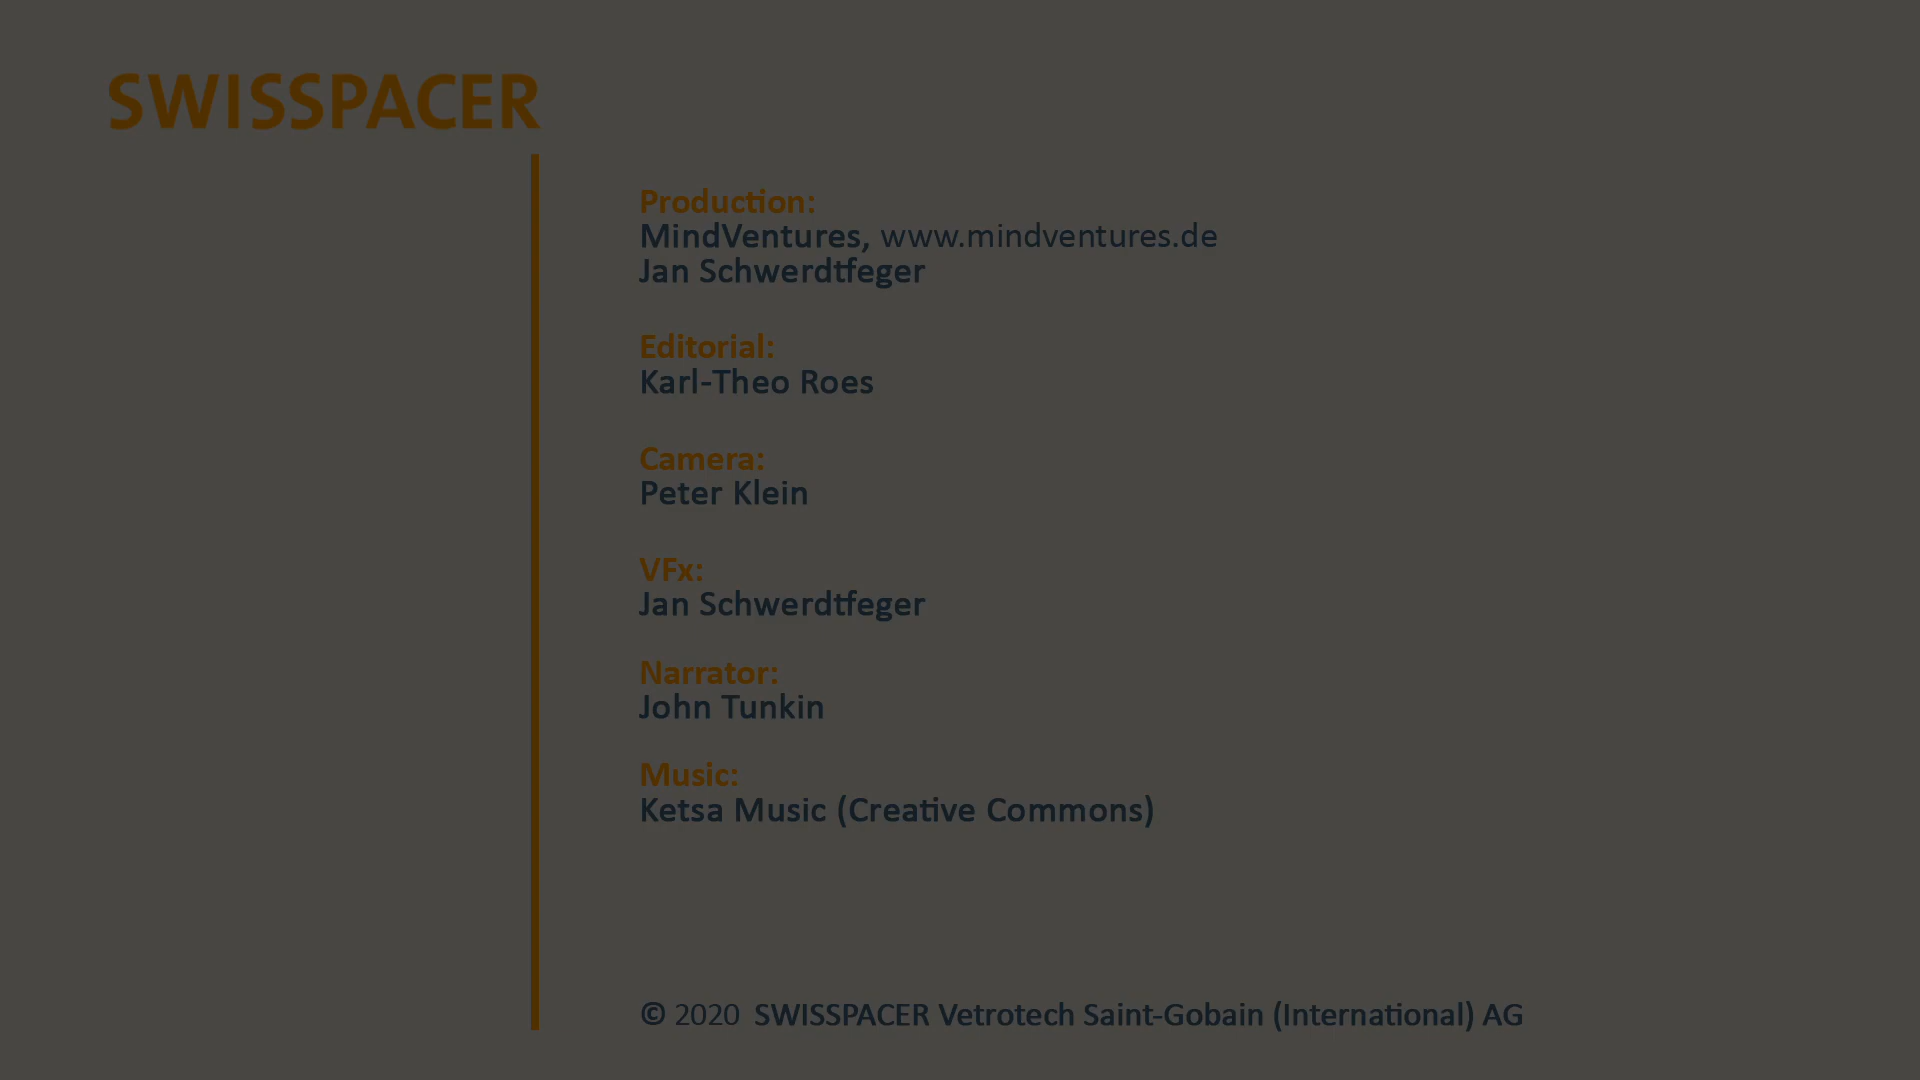 SWISSPACER
Production:
MindVentures, www.mindventures.de
Jan Schwerdtfeger
Editorial:
Karl-Theo Roes
Camera:
Peter Klein
VFx:
Jan Schwerdtfeger
Narrator:
John Tunkin
Music:
Ketsa Music (Creative Commons)
© 2020 SWISSPACER Vetrotech Saint-Gobain (International) AG